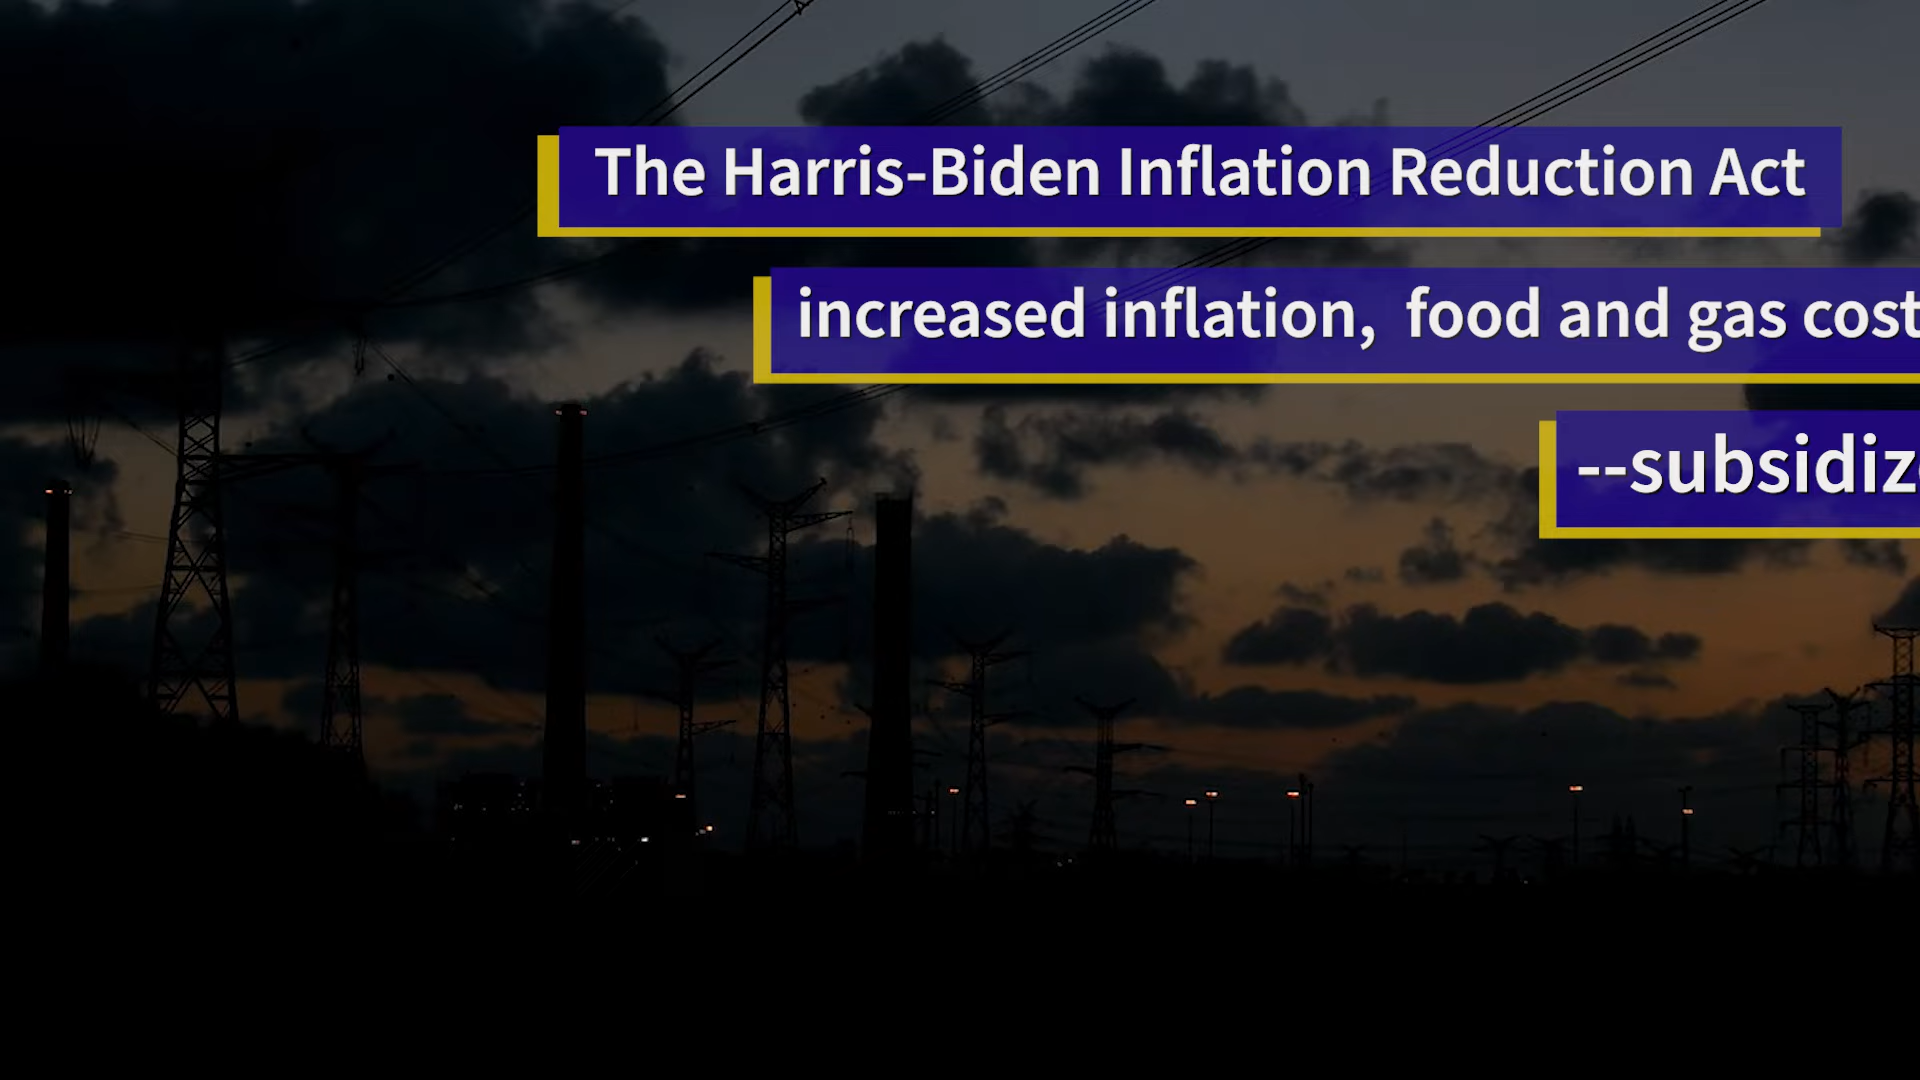 The Harris-Biden Inflation Reduction Act
increased inflation, food and gas cost
--subsidiz